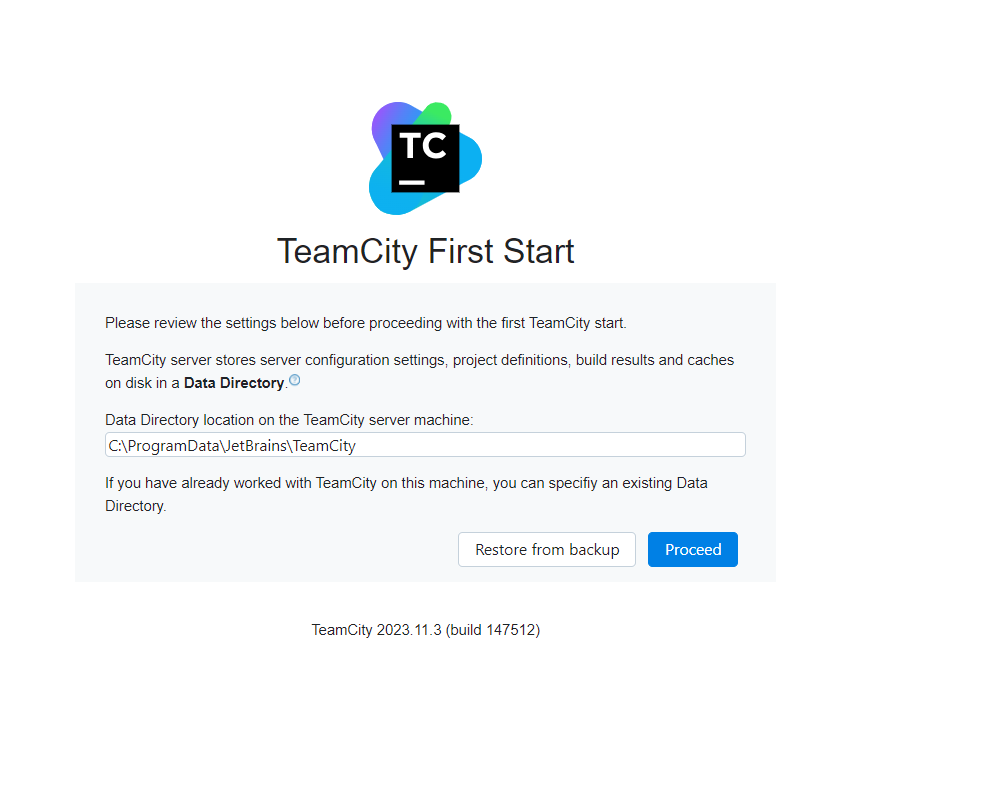 TC
TeamCity First Start
Please review the settings below before proceeding with the first TeamCity start.
TeamCity server stores server configuration settings, project definitions, build results and caches
on disk in a Data Directory.
Data Directory location on the TeamCity server machine:
C:\ProgramData\JetBrains\TeamCity
If you have already worked with TeamCity on this machine, you can specifiy an existing Data
Directory.
Restore from backup
Proceed
TeamCity 2023.11.3 (build 147512)